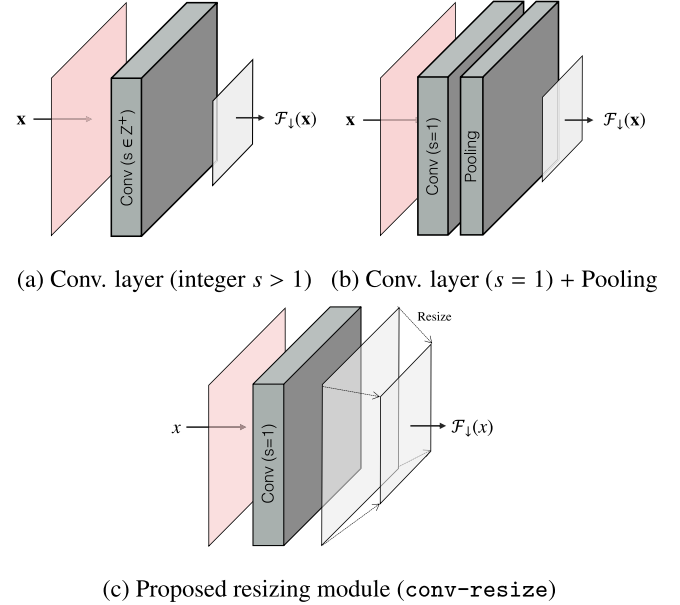 x
Conv (s ∈ Z⁺)
ℱ↓(x)
x
Conv (s=1)
Pooling
ℱ↓(x)
(a) Conv. layer (integer s > 1)
(b) Conv. layer (s = 1) + Pooling
Resize
x
Conv (s=1)
ℱ↓(x)
(c) Proposed resizing module (conv-resize)